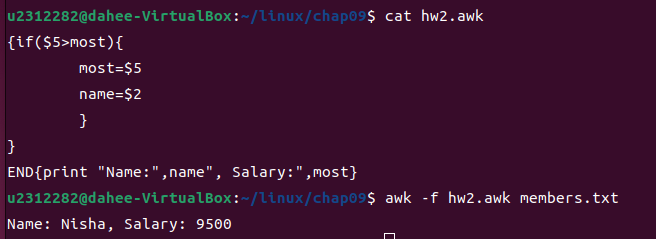 u2312282@dahee-VirtualBox:~/linux/chap09$ cat hw2.awk
{if($5>most){
        most=$5
        name=$2
        }
}
END{print "Name:",name", Salary:",most}
u2312282@dahee-VirtualBox:~/linux/chap09$ awk -f hw2.awk members.txt
Name: Nisha, Salary: 9500